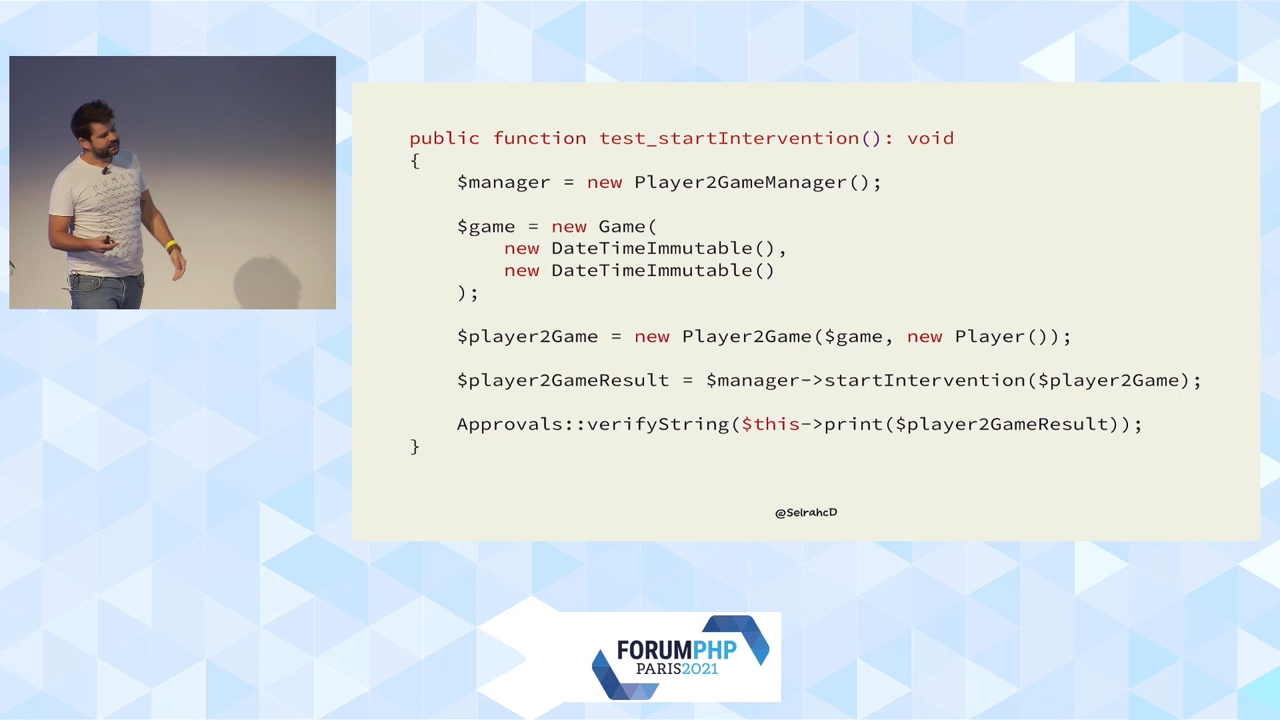 HUMAN
public function test_startIntervention(): void
{
    $manager = new Player2GameManager();
    $game = new Game(
        new DateTimeImmutable(),
        new DateTimeImmutable()
    );
    $player2Game = new Player2Game($game, new Player());
    $player2GameResult = $manager->startIntervention($player2Game);
    Approvals::verifyString($this->print($player2GameResult));
}
@SelrahcD
FORUMPHP
PARIS2021